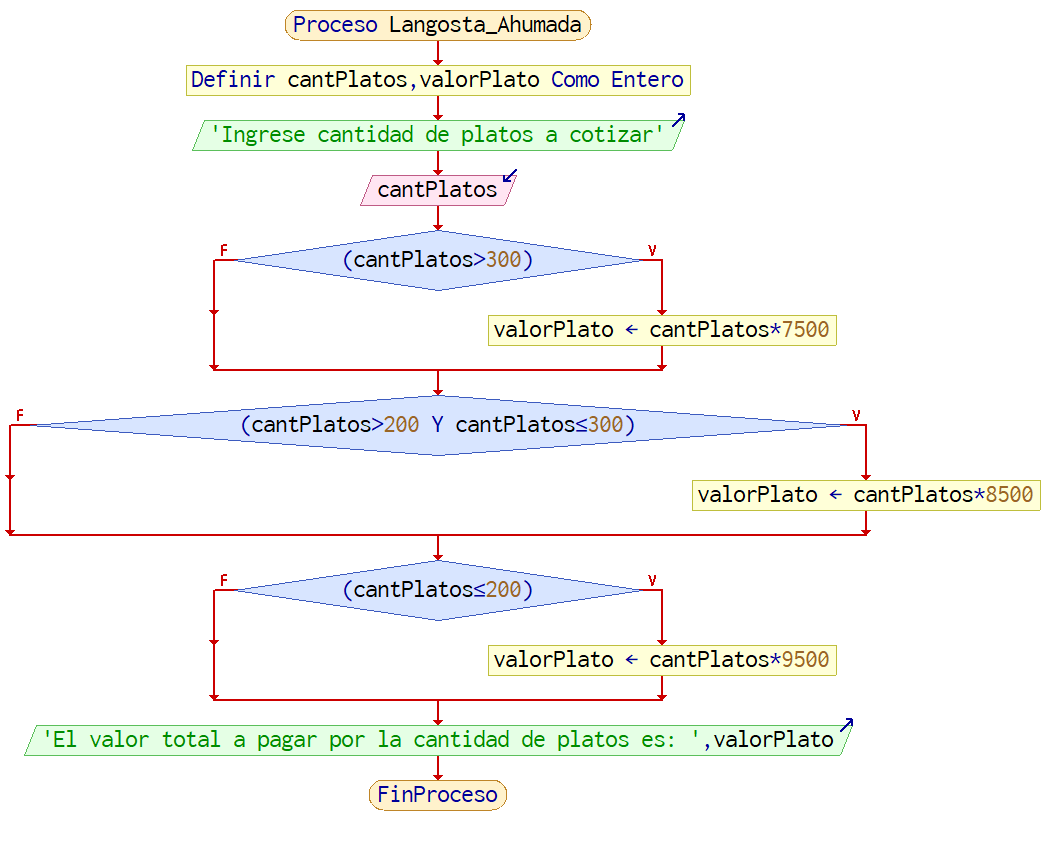 Proceso Langosta_Ahumada
Definir cantPlatos,valorPlato Como Entero
'Ingrese cantidad de platos a cotizar'
cantPlatos
F
V
(cantPlatos>300)
valorPlato ← cantPlatos*7500
F
V
(cantPlatos>200 Y cantPlatos≤300)
valorPlato ← cantPlatos*8500
F
V
(cantPlatos≤200)
valorPlato ← cantPlatos*9500
'El valor total a pagar por la cantidad de platos es: ',valorPlato
FinProceso